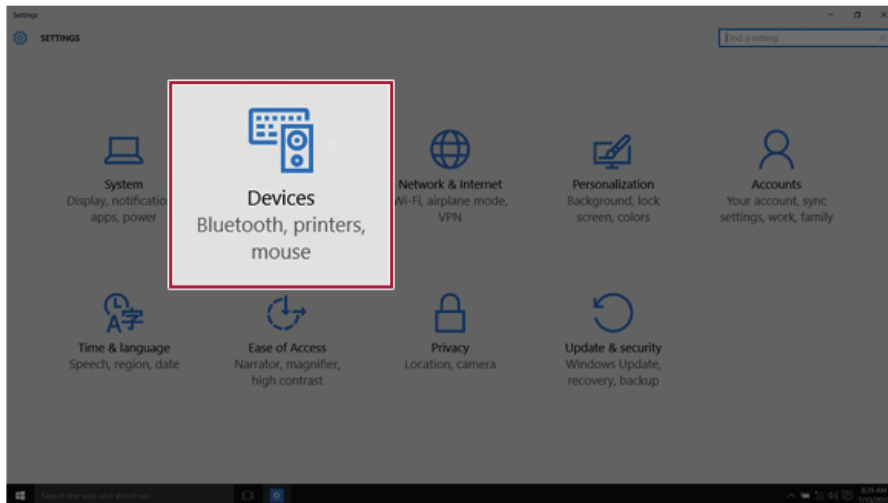 Settings
SETTINGS
Find a setting
System
Display, notificatio
apps, power
Devices
Bluetooth, printers,
mouse
Network & Internet
Wi-Fi, airplane mode,
VPN
Personalization
Background, lock
screen, colors
Accounts
Your account, sync
settings, work, family
Time & language
Speech, region, date
Ease of Access
Narrator, magnifier,
high contrast
Privacy
Location, camera
Update & security
Windows Update,
recovery, backup
Search the web and Windows
8:39 AM